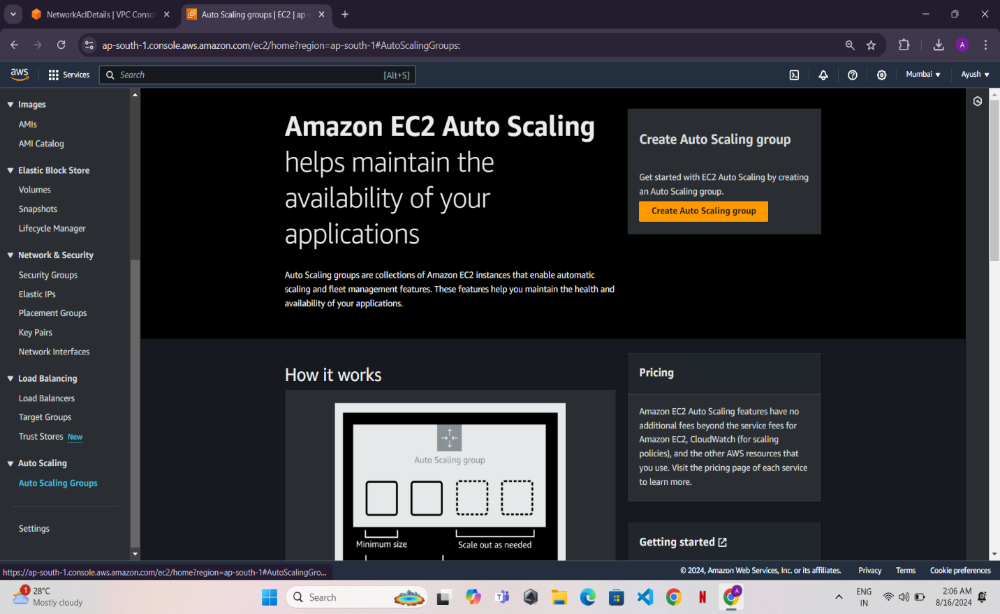 NetworkAclDetails | VPC Conso
Auto Scaling groups | EC2 | ap-
ap-south-1.console.aws.amazon.com/ec2/home?region=ap-south-1#AutoScalingGroups:
A
aws
Services
Search
[Alt+S]
Mumbai
Ayush
Images
AMIs
AMI Catalog
Elastic Block Store
Volumes
Snapshots
Lifecycle Manager
Network & Security
Security Groups
Elastic IPs
Placement Groups
Key Pairs
Network Interfaces
Load Balancing
Load Balancers
Target Groups
Trust Stores New
Auto Scaling
Auto Scaling Groups
Settings
Amazon EC2 Auto Scaling
helps maintain the
availability of your
applications
Auto Scaling groups are collections of Amazon EC2 instances that enable automatic
scaling and fleet management features. These features help you maintain the health and
availability of your applications.
Create Auto Scaling group
Get started with EC2 Auto Scaling by creating
an Auto Scaling group.
Create Auto Scaling group
How it works
Auto Scaling group
Minimum size
Scale out as needed
Pricing
Amazon EC2 Auto Scaling features have no
additional fees beyond the service fees for
Amazon EC2, CloudWatch (for scaling
policies), and the other AWS resources that
you use. Visit the pricing page of each service
to learn more.
Getting started
https://ap-south-1.console.aws.amazon.com/ec2/home?region=ap-south-1#AutoScalingGro...
© 2024, Amazon Web Services, Inc. or its affiliates.
Privacy
Terms
Cookie preferences
1
28°C
Mostly cloudy
Search
N
A
ENG
IN
2:06 AM
8/16/2024